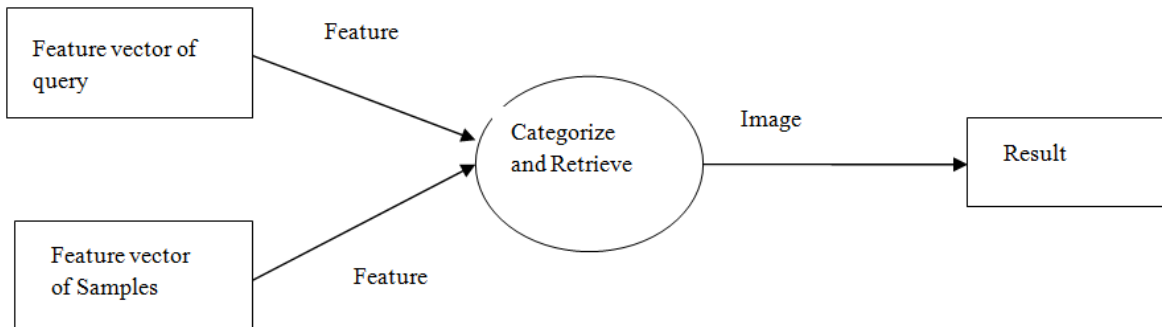 Feature
Feature vector of
query
Categorize
and Retrieve
Image
Result
Feature vector
of Samples
Feature